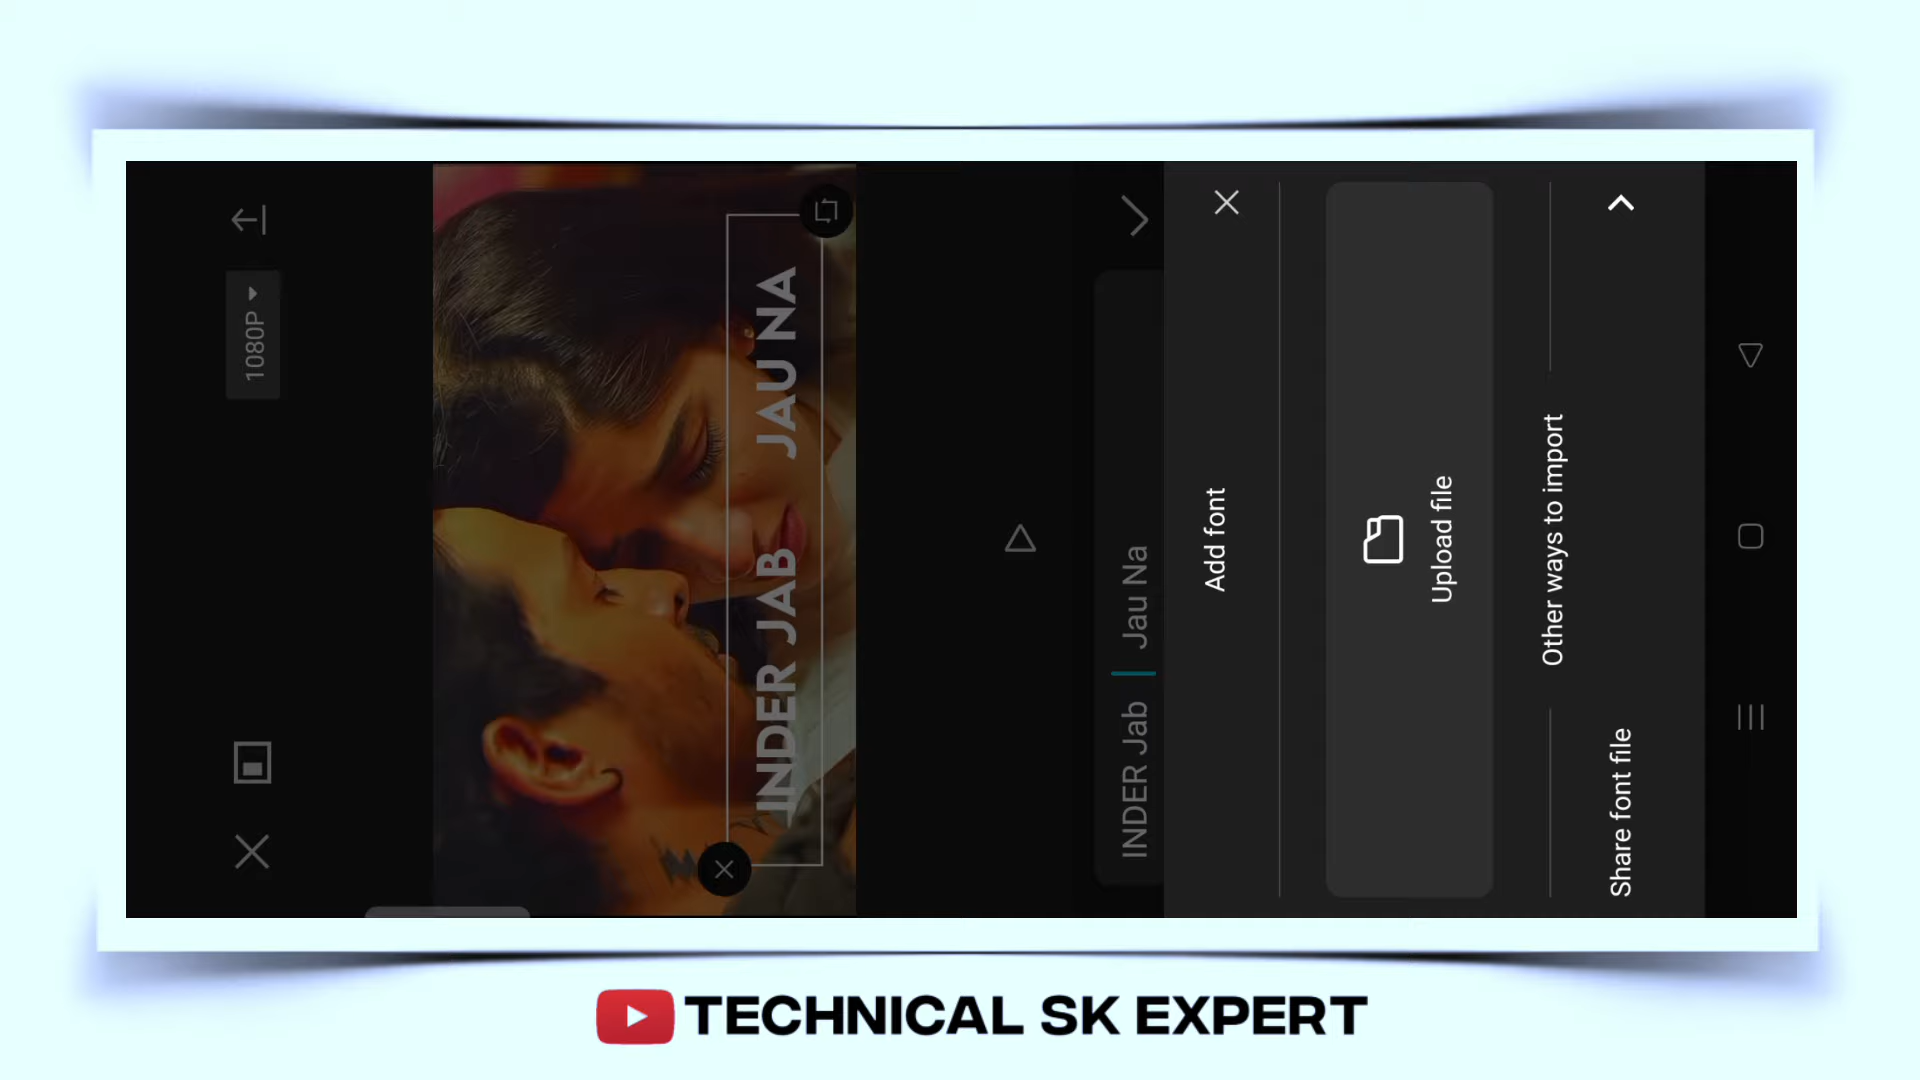 1080P
INDER JAB JAU NA
INDER Jab Jau Na
Add font
Upload file
Other ways to import
Share font file
TECHNICAL SK EXPERT